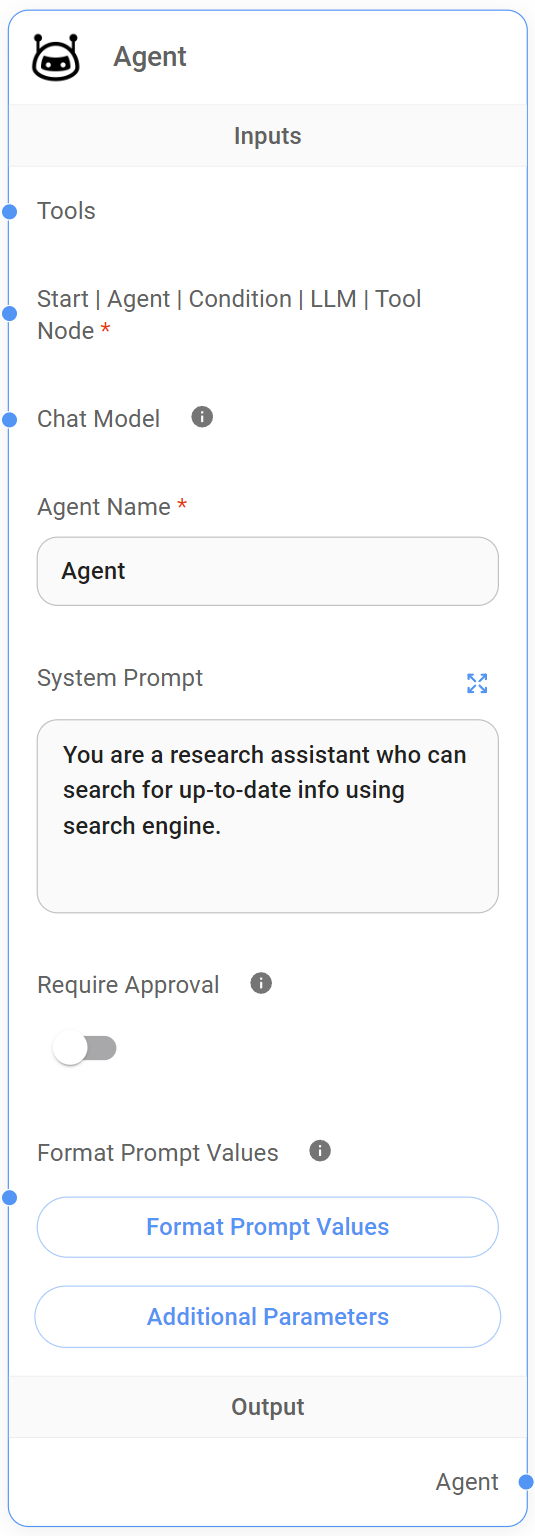 Agent
Inputs
Tools
Start | Agent | Condition | LLM | Tool
Node *
Chat Model
Agent Name *
Agent
System Prompt
You are a research assistant who can
search for up-to-date info using
search engine.
Require Approval
Format Prompt Values
Format Prompt Values
Additional Parameters
Output
Agent